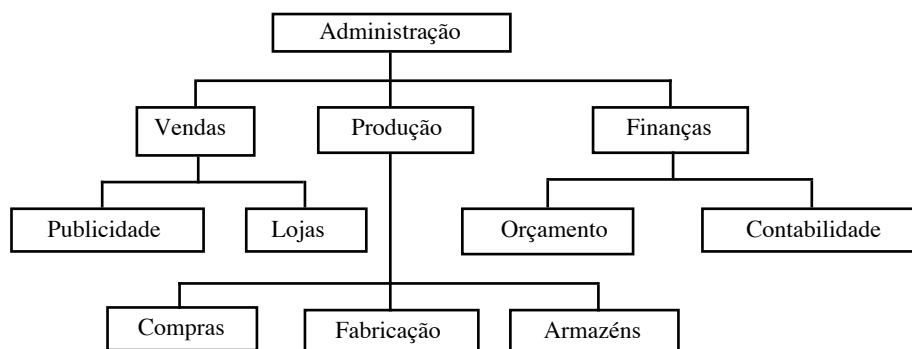 Administração
Vendas
Produção
Finanças
Publicidade
Lojas
Orçamento
Contabilidade
Compras
Fabricação
Armazéns